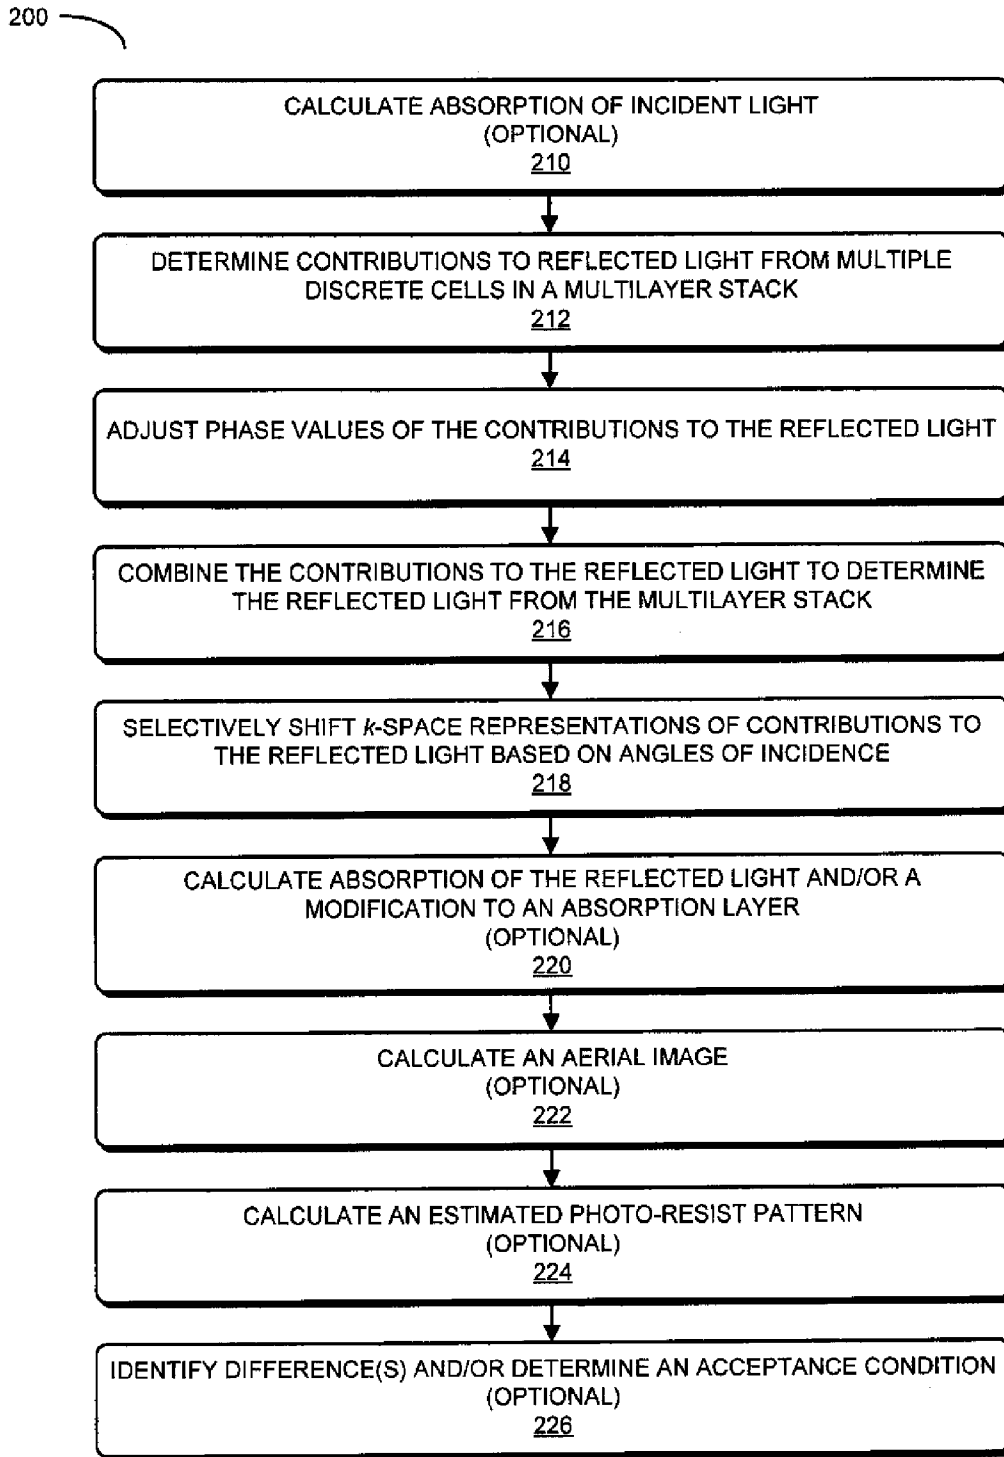 200
CALCULATE ABSORPTION OF INCIDENT LIGHT
(OPTIONAL)
210
DETERMINE CONTRIBUTIONS TO REFLECTED LIGHT FROM MULTIPLE
DISCRETE CELLS IN A MULTILAYER STACK
212
ADJUST PHASE VALUES OF THE CONTRIBUTIONS TO THE REFLECTED LIGHT
214
COMBINE THE CONTRIBUTIONS TO THE REFLECTED LIGHT TO DETERMINE
THE REFLECTED LIGHT FROM THE MULTILAYER STACK
216
SELECTIVELY SHIFT k-SPACE REPRESENTATIONS OF CONTRIBUTIONS TO
THE REFLECTED LIGHT BASED ON ANGLES OF INCIDENCE
218
CALCULATE ABSORPTION OF THE REFLECTED LIGHT AND/OR A
MODIFICATION TO AN ABSORPTION LAYER
(OPTIONAL)
220
CALCULATE AN AERIAL IMAGE
(OPTIONAL)
222
CALCULATE AN ESTIMATED PHOTO-RESIST PATTERN
(OPTIONAL)
224
IDENTIFY DIFFERENCE(S) AND/OR DETERMINE AN ACCEPTANCE CONDITION
(OPTIONAL)
226